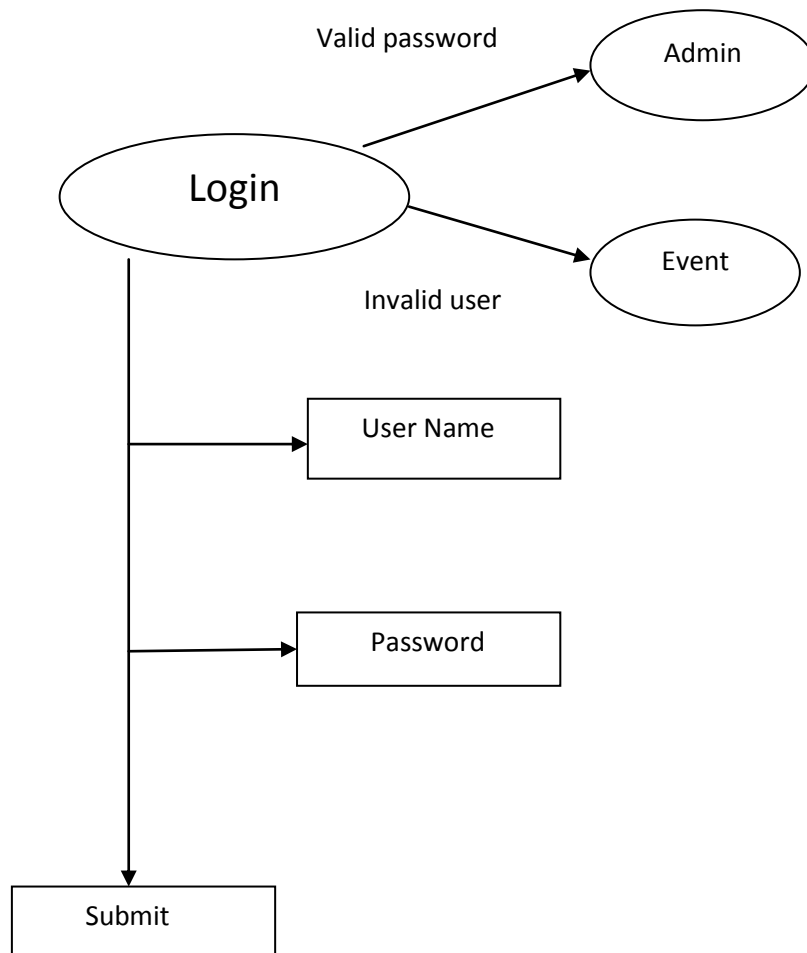 Valid password
Admin
Login
Event
Invalid user
User Name
Password
Submit